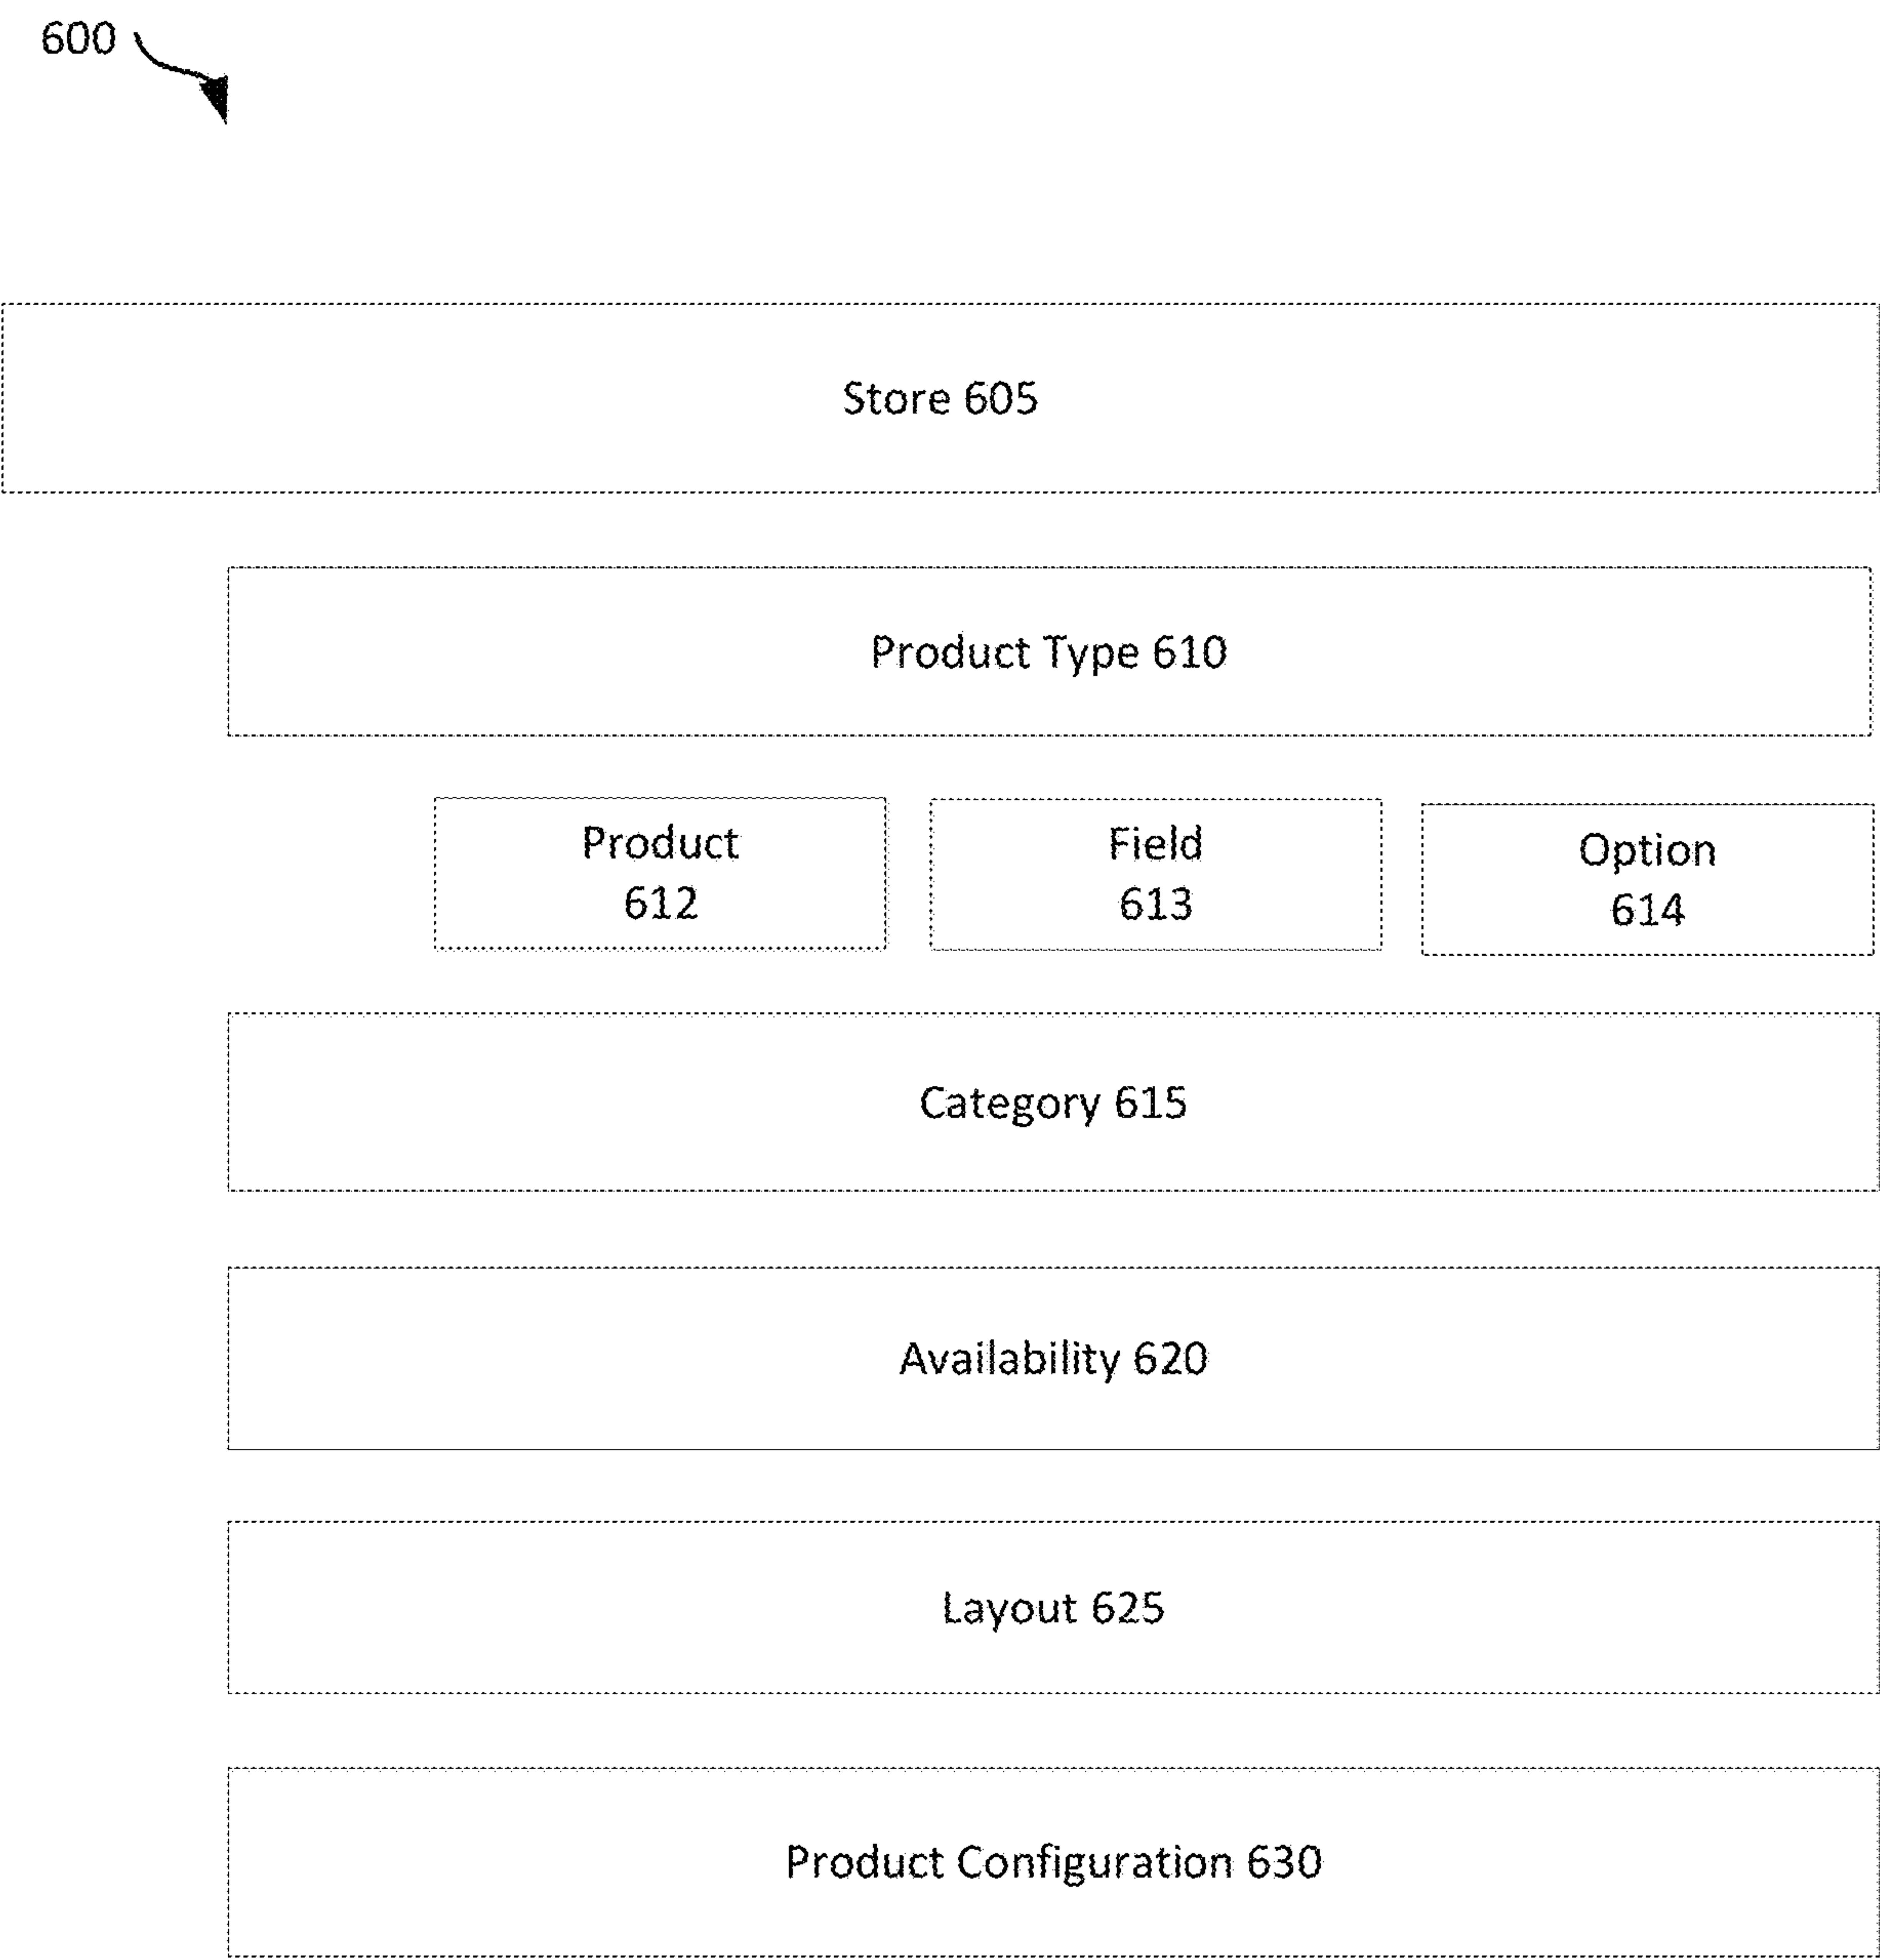 600
Store 605
Product Type 610
Product
612
Field
613
Option
614
Category 615
Availability 620
Layout 625
Product Configuration 630